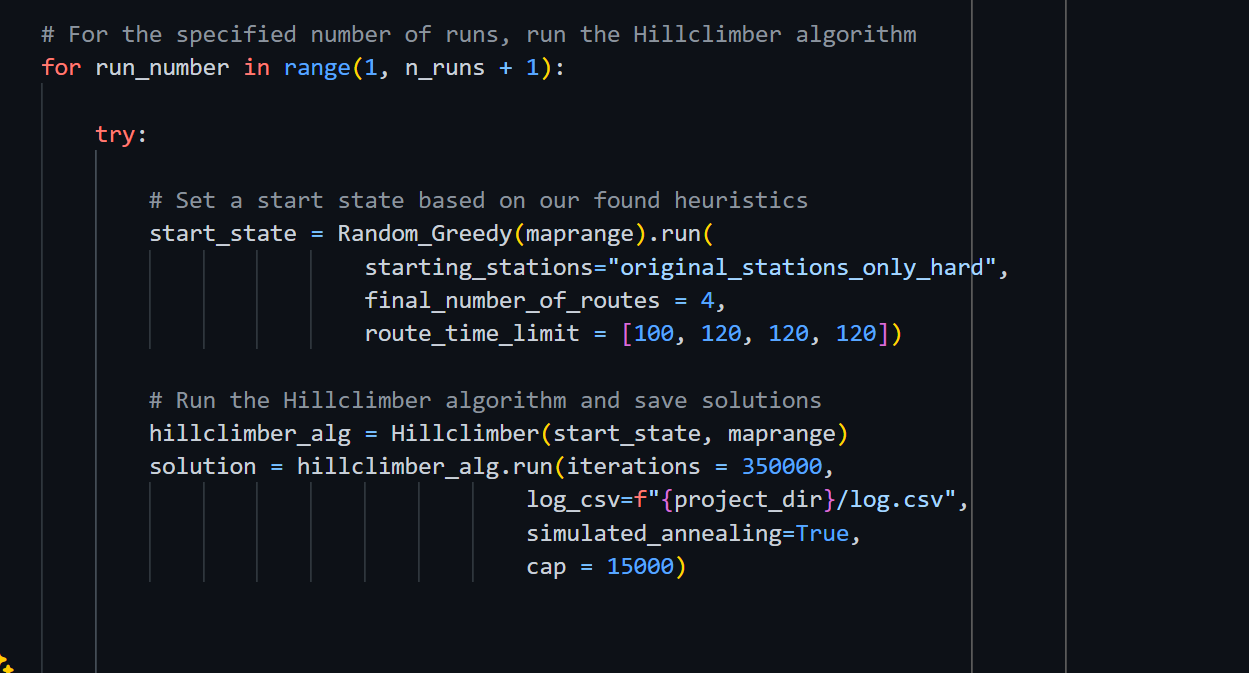 # For the specified number of runs, run the Hillclimber algorithm
for run_number in range(1, n_runs + 1):
try:
# Set a start state based on our found heuristics
start_state = Random_Greedy(maprange).run(
starting_stations="original_stations_only_hard",
final_number_of_routes = 4,
route_time_limit = [100, 120, 120, 120])
# Run the Hillclimber algorithm and save solutions
hillclimber_alg = Hillclimber(start_state, maprange)
solution = hillclimber_alg.run(iterations = 350000,
log_csv=f"{project_dir}/log.csv",
simulated_annealing=True,
cap = 15000)